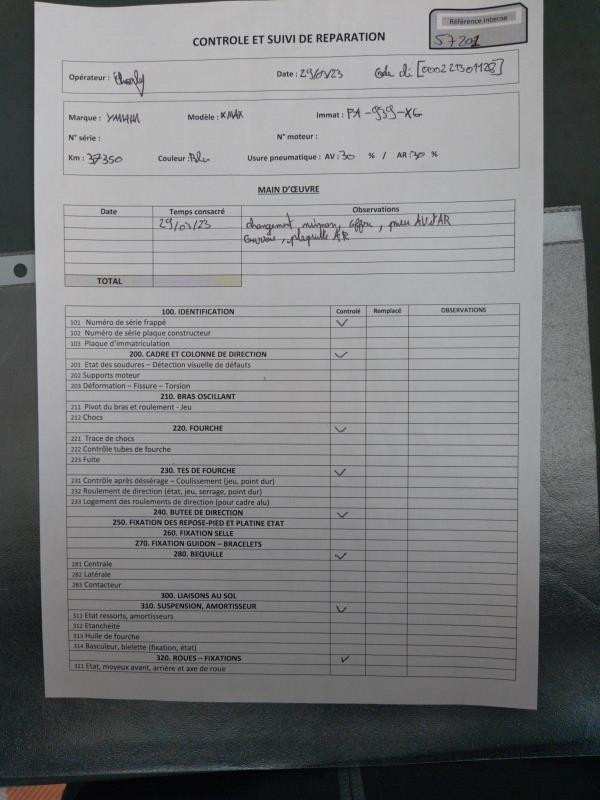 Référence Interne
57201
CONTROLE ET SUIVI DE REPARATION
Opérateur : Charly Date : 29/03/23 Code cli [000221301128]
Marque : YAMAHA Modèle : XMAX Immat : FA-939-XG
N° série : N° moteur :
Km : 37350 Couleur : Bleu Usure pneumatique : AV : 30 % / AR : 30 %
MAIN D'ŒUVRE
Date Temps consacré Observations
29/03/23 changement, pneu AV/AR
plaquette AR
TOTAL
100. IDENTIFICATION Controlé Remplacé OBSERVATIONS
101 Numéro de série frappé
102 Numéro de série plaque constructeur
103 Plaque d'immatriculation
200. CADRE ET COLONNE DE DIRECTION
201 Etat des soudures – Détection visuelle de défauts
202 Supports moteur
203 Déformation – Fissure – Torsion
210. BRAS OSCILLANT
211 Pivot du bras et roulement - Jeu
212 Chocs
220. FOURCHE
221 Trace de chocs
222 Contrôle tubes de fourche
223 Fuite
230. TES DE FOURCHE
231 Contrôle après déssérage – Coulissement (jeu, point dur)
232 Roulement de direction (état, jeu, serrage, point dur)
233 Logement des roulements de direction (pour cadre alu)
240. BUTEE DE DIRECTION
250. FIXATION DES REPOSE-PIED ET PLATINE ETAT
260. FIXATION SELLE
270. FIXATION GUIDON – BRACELETS
280. BEQUILLE
281 Centrale
282 Latérale
283 Contacteur
300. LIAISONS AU SOL
310. SUSPENSION, AMORTISSEUR
311 Etat ressorts, amortisseurs
312 Etanchéité
313 Huile de fourche
314 Basculeur, bielette (fixation, état)
320. ROUES – FIXATIONS
321 Etat, moyeux avant, arrière et axe de roue